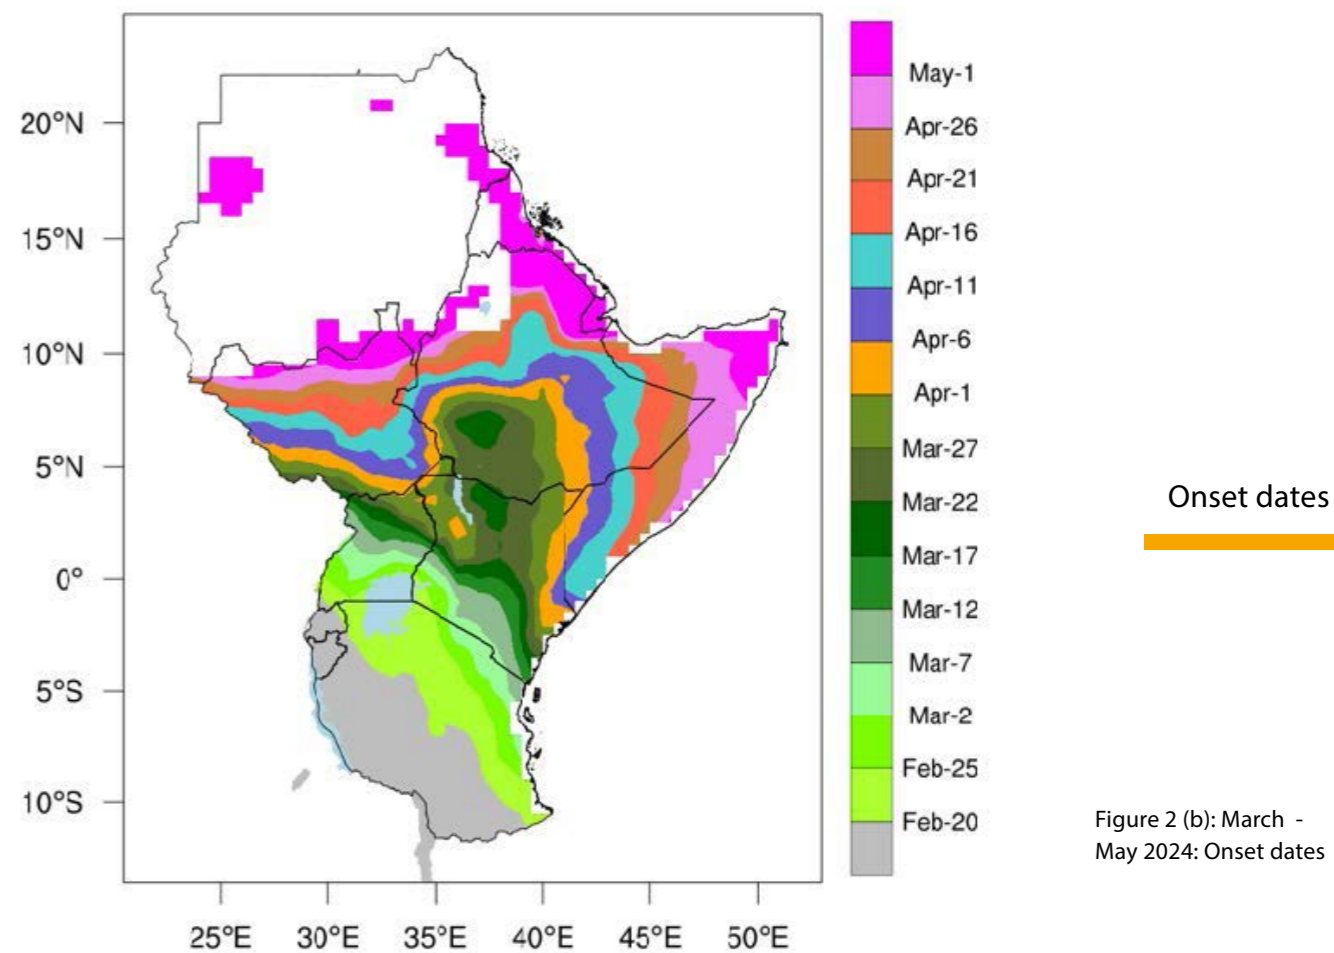 20°N
15°N
10°N
5°N
0°
5°S
10°S
25°E 30°E 35°E 40°E 45°E 50°E
May-1
Apr-26
Apr-21
Apr-16
Apr-11
Apr-6
Apr-1
Mar-27
Mar-22
Mar-17
Mar-12
Mar-7
Mar-2
Feb-25
Feb-20
Onset dates
Figure 2 (b): March -
May 2024: Onset dates